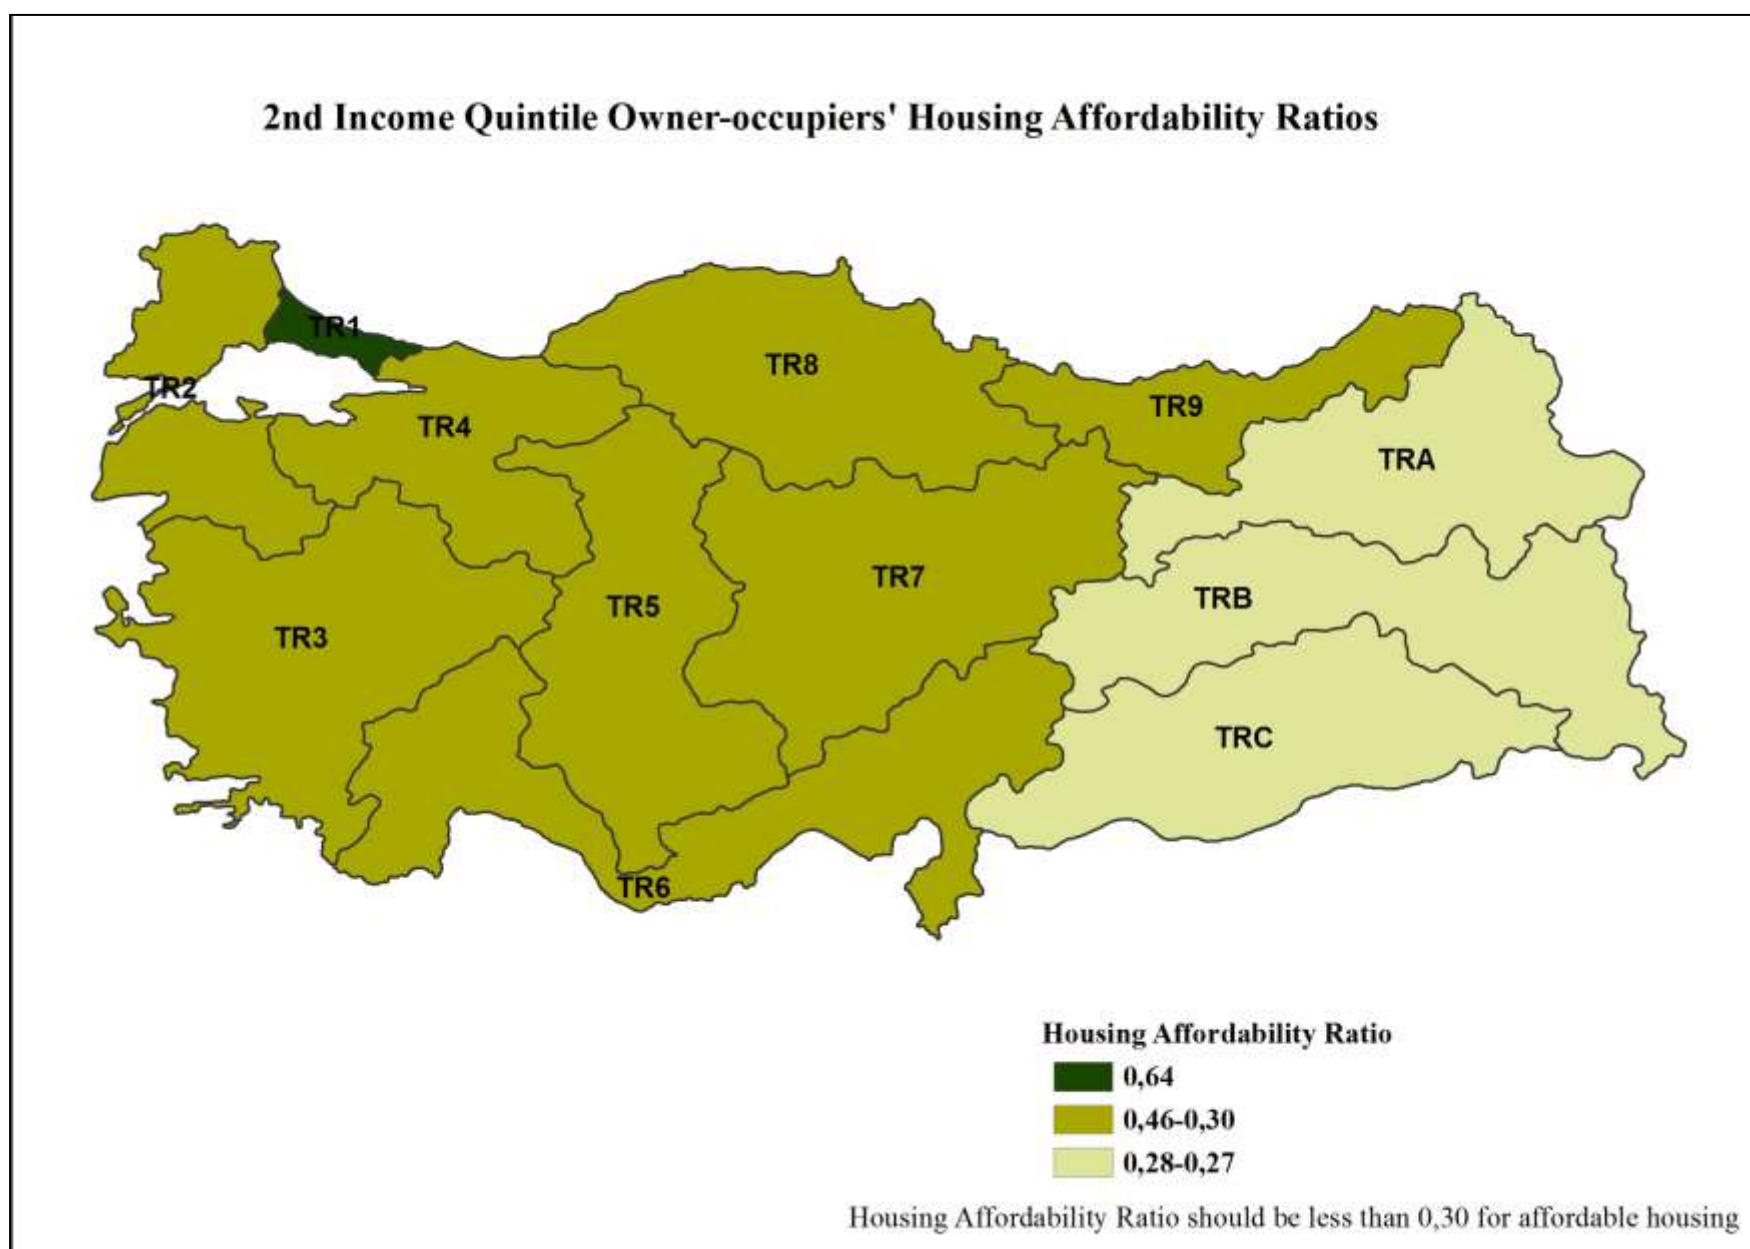 2nd Income Quintile Owner-occupiers' Housing Affordability Ratios
TR1
TR2
TR8
TR9
TR4
TRA
TR7
TRB
TR5
TR3
TRC
TR6
Housing Affordability Ratio
0,64
0,46-0,30
0,28-0,27
Housing Affordability Ratio should be less than 0,30 for affordable housing